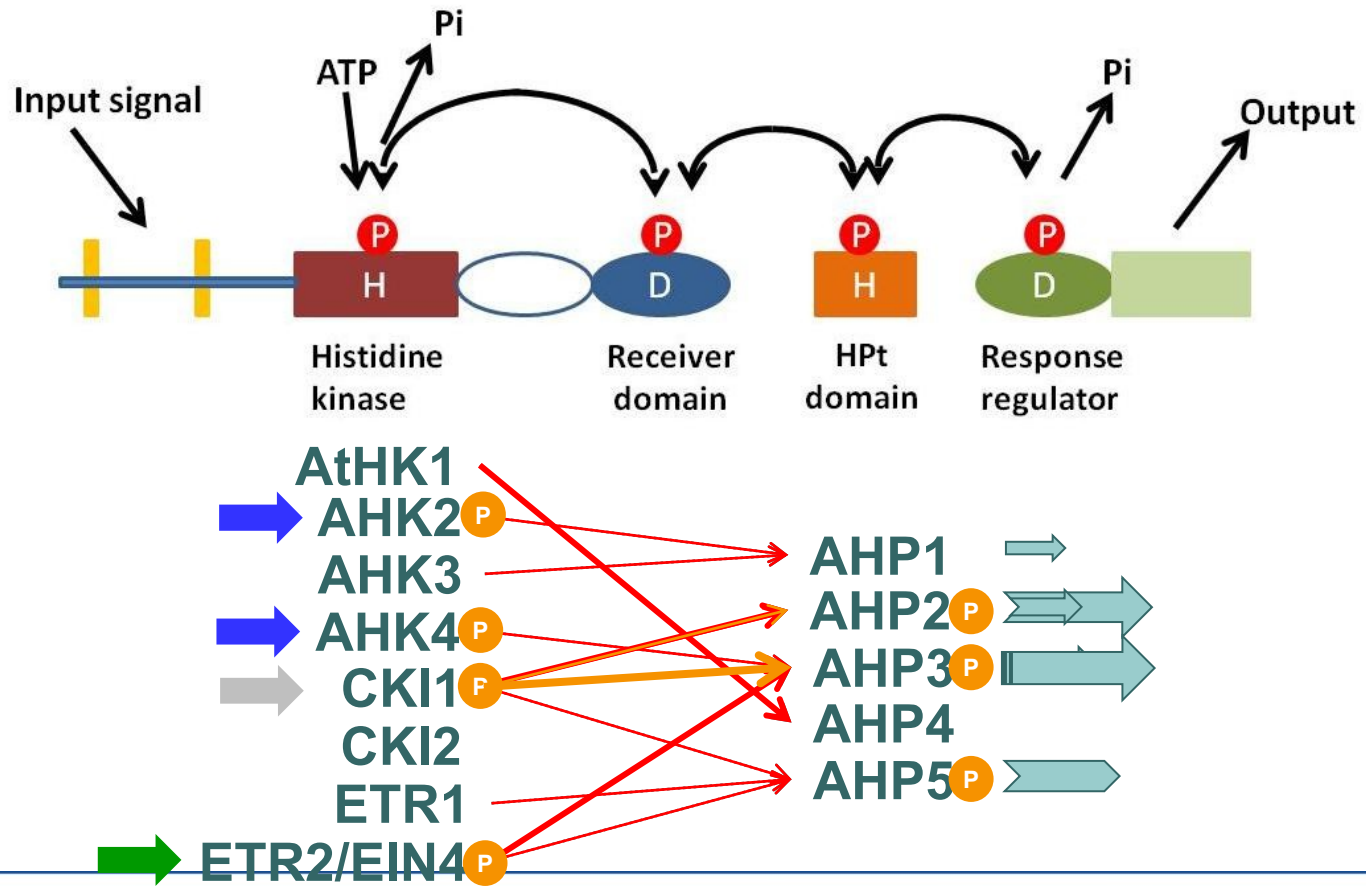 Pi
ATP
Pi
Input signal
Output
P
P
P
P
H
D
H
D
Histidine
kinase
Receiver
domain
HPt
domain
Response
regulator
AtHK1
AHK2 P
AHK3
AHK4 P
CKI1 P
CKI2
ETR1
ETR2/EIN4 P
AHP1
AHP2 P
AHP3 P
AHP4
AHP5 P